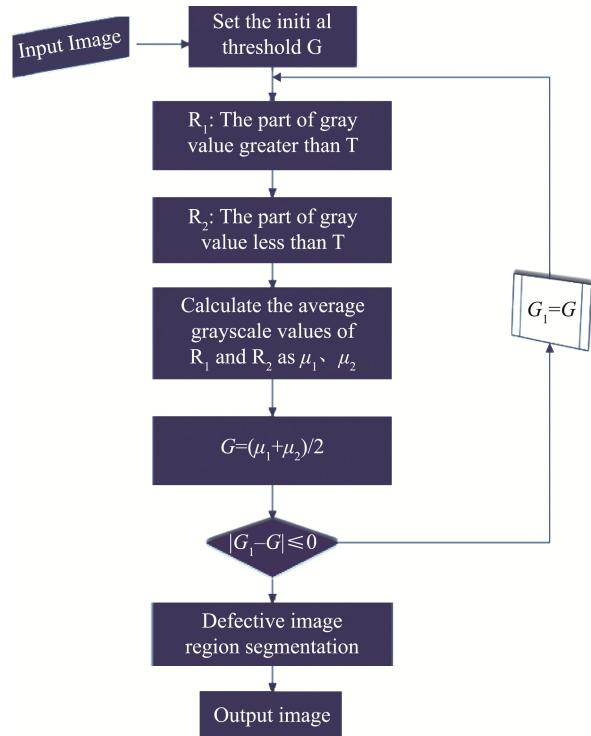 Input Image
Set the initi al
threshold G
R₁: The part of gray
value greater than T
R₂: The part of gray
value less than T
Calculate the average
grayscale values of
R₁ and R₂ as μ₁、μ₂
G₁=G
G=(μ₁+μ₂)/2
|G₁–G|⩽0
Defective image
region segmentation
Output image